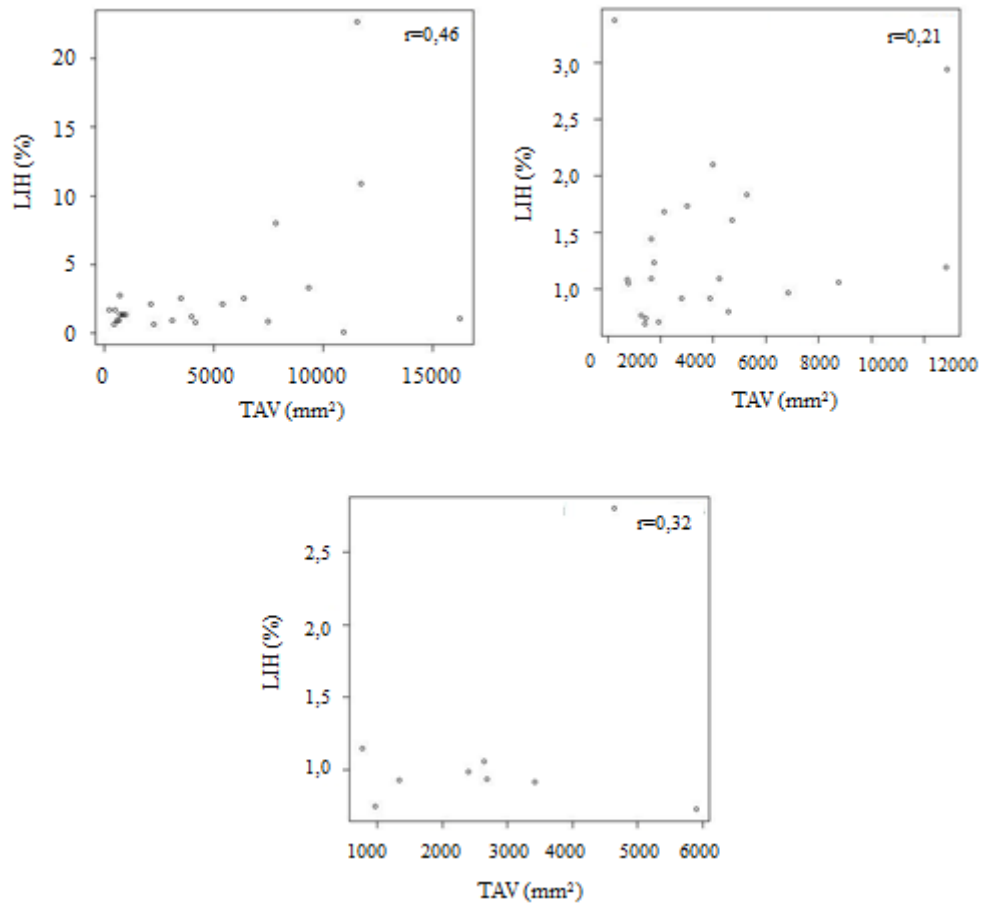 r=0,46
20
15
10
5
0
LIH (%)
0 5000 10000 15000
TAV (mm²)
r=0,21
3,0
2,5
2,0
1,5
1,0
LIH (%)
0 2000 4000 6000 8000 10000 12000
TAV (mm²)
r=0,32
2,5
2,0
1,5
1,0
LIH (%)
1000 2000 3000 4000 5000 6000
TAV (mm²)